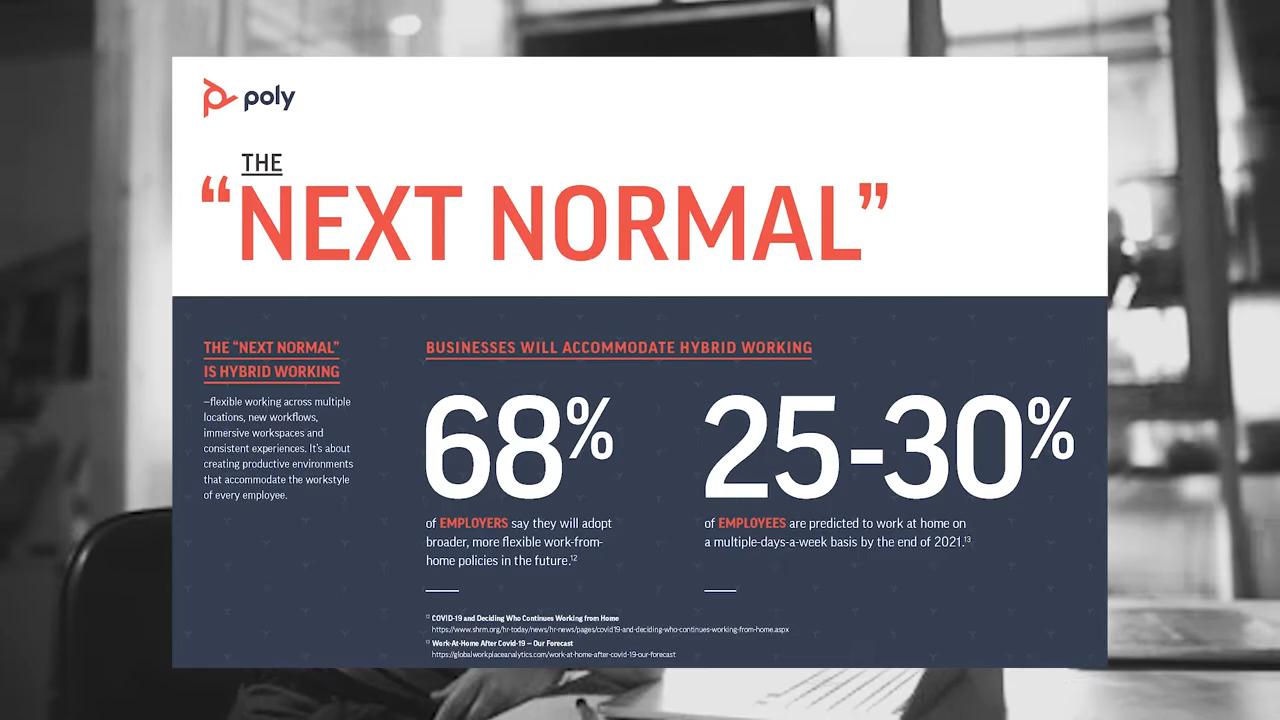 poly
THE
“NEXT NORMAL”
THE “NEXT NORMAL”
IS HYBRID WORKING
–flexible working across multiple
locations, new workflows,
immersive workspaces and
consistent experiences. It's about
creating productive environments
that accommodate the workstyle
of every employee.
BUSINESSES WILL ACCOMMODATE HYBRID WORKING
68%
of EMPLOYERS say they will adopt
broader, more flexible work-from-
home policies in the future.¹²
25-30%
of EMPLOYEES are predicted to work at home on
a multiple-days-a-week basis by the end of 2021.¹³
¹² COVID-19 and Deciding Who Continues Working from Home
https://www.shrm.org/hr-today/news/hr-news/pages/covid19-and-deciding-who-continues-working-from-home.aspx
¹³ Work-At-Home After Covid-19 – Our Forecast
https://globalworkplaceanalytics.com/work-at-home-after-covid-19-our-forecast